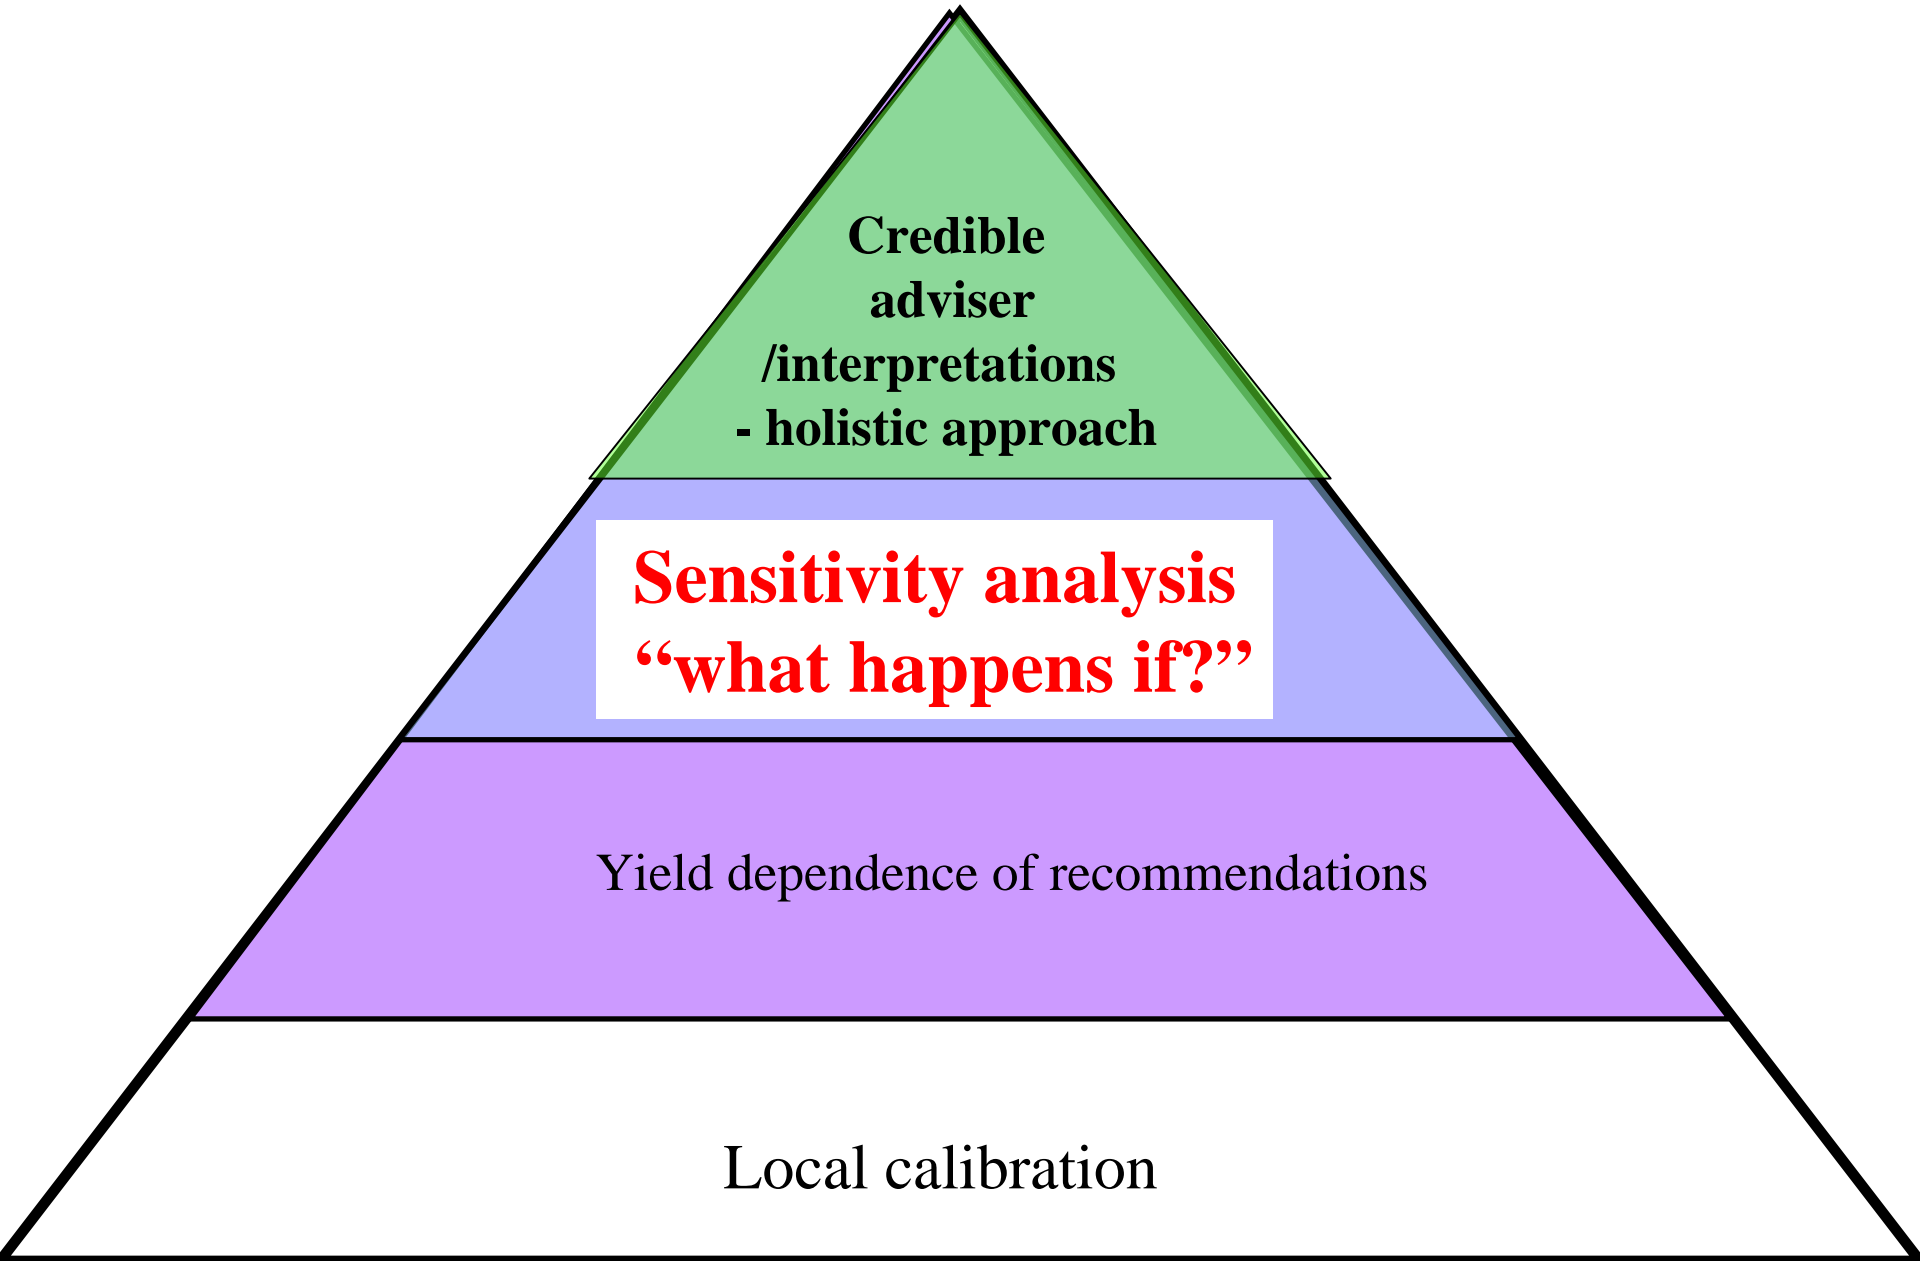 Credible
adviser
/interpretations
- holistic approach
Sensitivity analysis
“what happens if?”
Yield dependence of recommendations
Local calibration